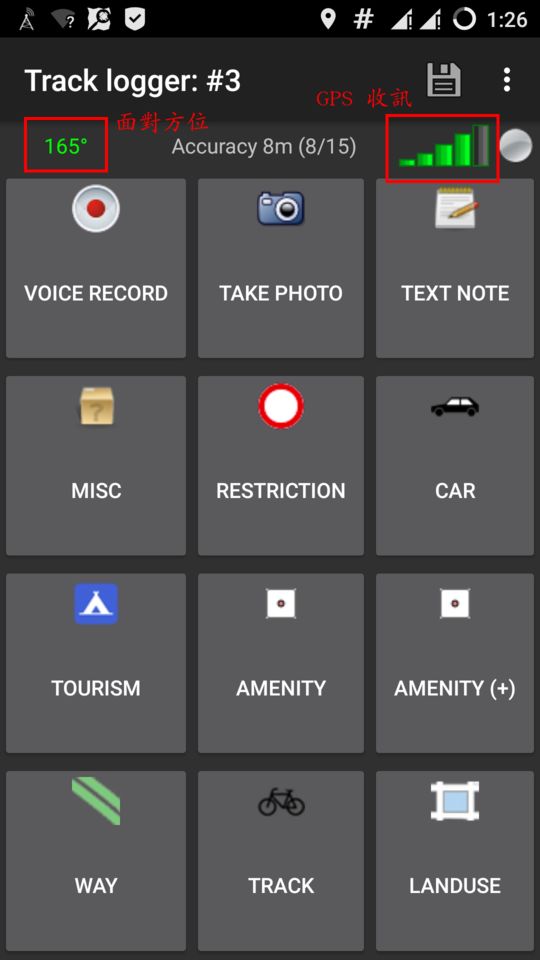 1:26
Track logger: #3
GPS 收訊
面對方位
165°
Accuracy 8m (8/15)
VOICE RECORD
TAKE PHOTO
TEXT NOTE
MISC
RESTRICTION
CAR
TOURISM
AMENITY
AMENITY (+)
WAY
TRACK
LANDUSE